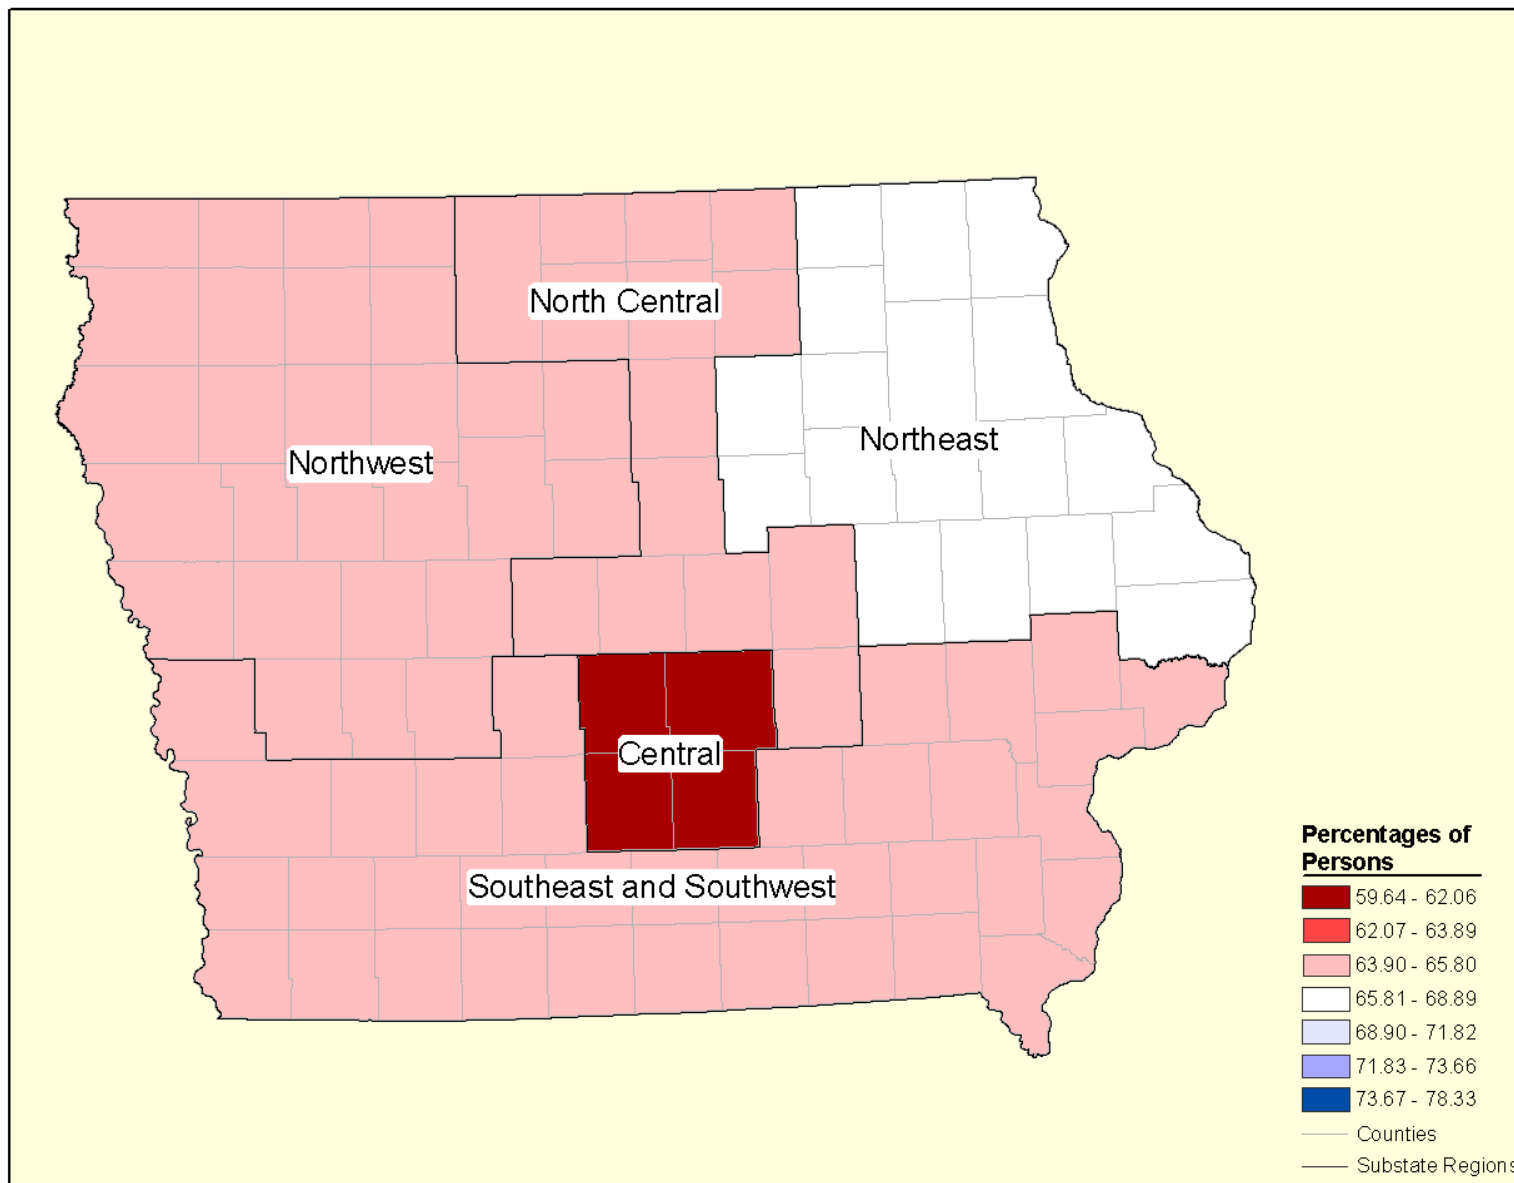 North Central
Northeast
Northwest
Central
Southeast and Southwest
Percentages of
Persons
59.64 - 62.06
62.07 - 63.89
63.90 - 65.80
65.81 - 68.89
68.90 - 71.82
71.83 - 73.66
73.67 - 78.33
Counties
Substate Regions